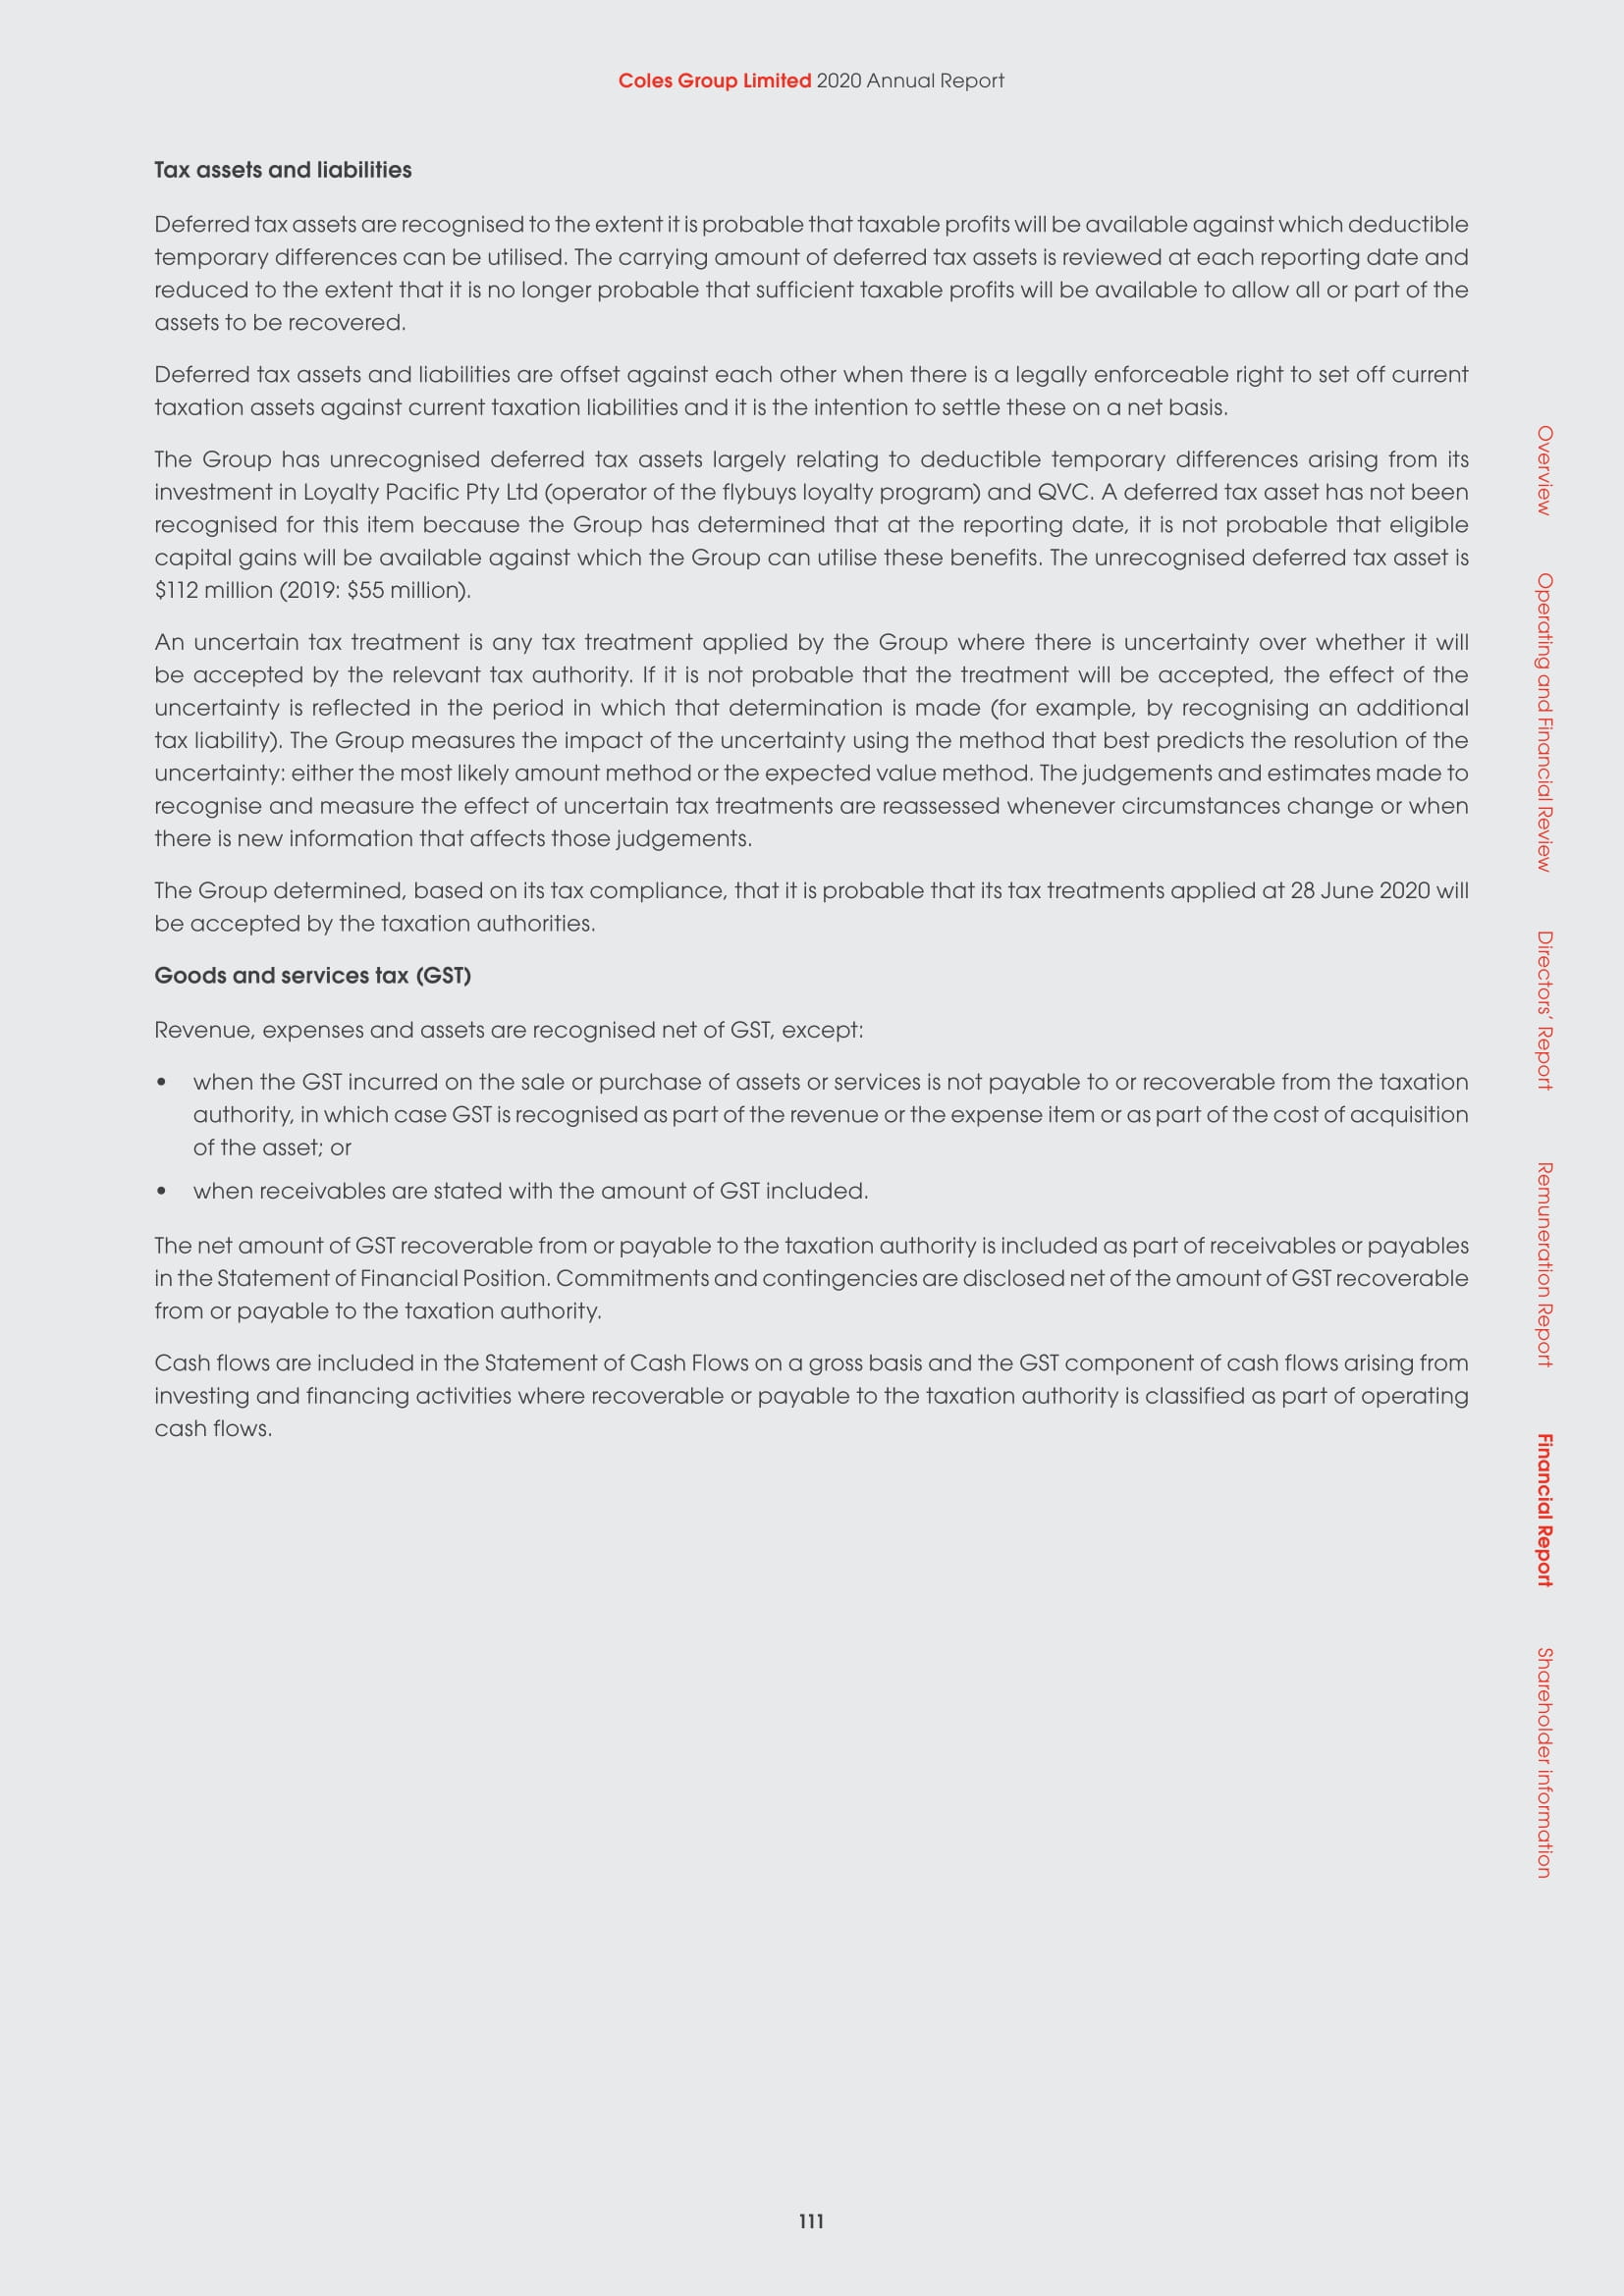 Coles Group Limited 2020 Annual Report
Tax assets and liabilities
Deferred tax assets are recognised to the extent it is probable that taxable profits will be available against which deductible
temporary differences can be utilised. The carrying amount of deferred tax assets is reviewed at each reporting date and
reduced to the extent that it is no longer probable that sufficient taxable profits will be available to allow all or part of the
assets to be recovered.
Deferred tax assets and liabilities are offset against each other when there is a legally enforceable right to set off current
taxation assets against current taxation liabilities and it is the intention to settle these on a net basis.
The Group has unrecognised deferred tax assets largely relating to deductible temporary differences arising from its
investment in Loyalty Pacific Pty Ltd (operator of the flybuys loyalty program) and QVC. A deferred tax asset has not been
recognised for this item because the Group has determined that at the reporting date, it is not probable that eligible
capital gains will be available against which the Group can utilise these benefits. The unrecognised deferred tax asset is
$112 million (2019: $55 million).
An uncertain tax treatment is any tax treatment applied by the Group where there is uncertainty over whether it will
be accepted by the relevant tax authority. If it is not probable that the treatment will be accepted, the effect of the
uncertainty is reflected in the period in which that determination is made (for example, by recognising an additional
tax liability). The Group measures the impact of the uncertainty using the method that best predicts the resolution of the
uncertainty: either the most likely amount method or the expected value method. The judgements and estimates made to
recognise and measure the effect of uncertain tax treatments are reassessed whenever circumstances change or when
there is new information that affects those judgements.
The Group determined, based on its tax compliance, that it is probable that its tax treatments applied at 28 June 2020 will
be accepted by the taxation authorities.
Goods and services tax (GST)
Revenue, expenses and assets are recognised net of GST, except:
• when the GST incurred on the sale or purchase of assets or services is not payable to or recoverable from the taxation
authority, in which case GST is recognised as part of the revenue or the expense item or as part of the cost of acquisition
of the asset; or
• when receivables are stated with the amount of GST included.
The net amount of GST recoverable from or payable to the taxation authority is included as part of receivables or payables
in the Statement of Financial Position. Commitments and contingencies are disclosed net of the amount of GST recoverable
from or payable to the taxation authority.
Cash flows are included in the Statement of Cash Flows on a gross basis and the GST component of cash flows arising from
investing and financing activities where recoverable or payable to the taxation authority is classified as part of operating
cash flows.
Overview
Operating and Financial Review
Directors' Report
Remuneration Report
Financial Report
Shareholder information
111